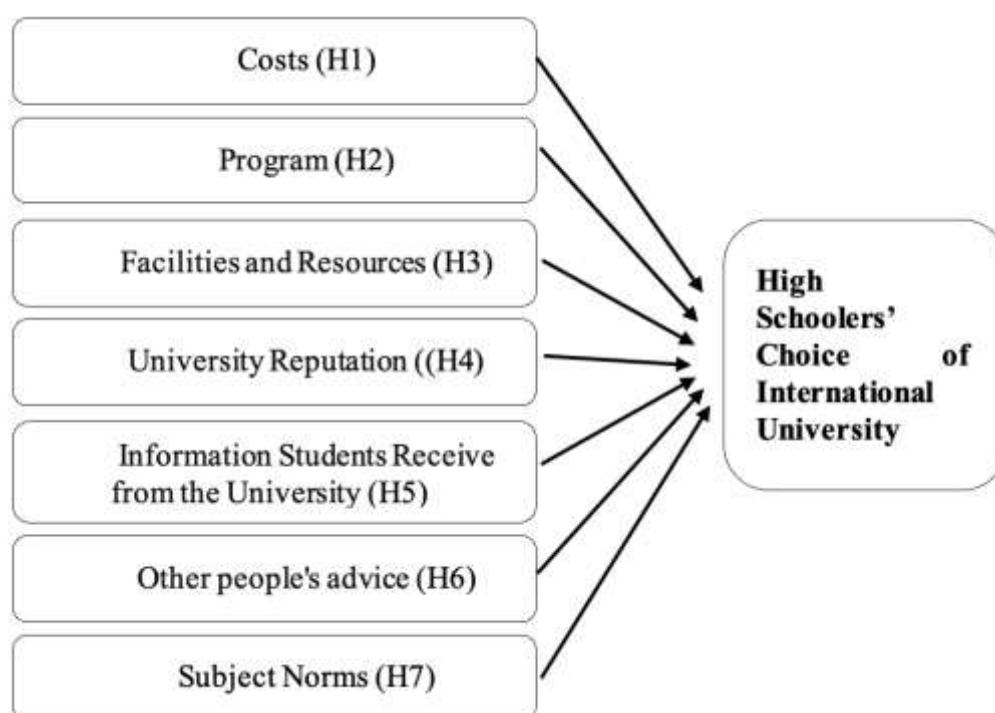 Costs (H1)
Program (H2)
Facilities and Resources (H3)
University Reputation ((H4)
Information Students Receive
from the University (H5)
Other people's advice (H6)
Subject Norms (H7)
High
Schoolers’
Choice of
International
University